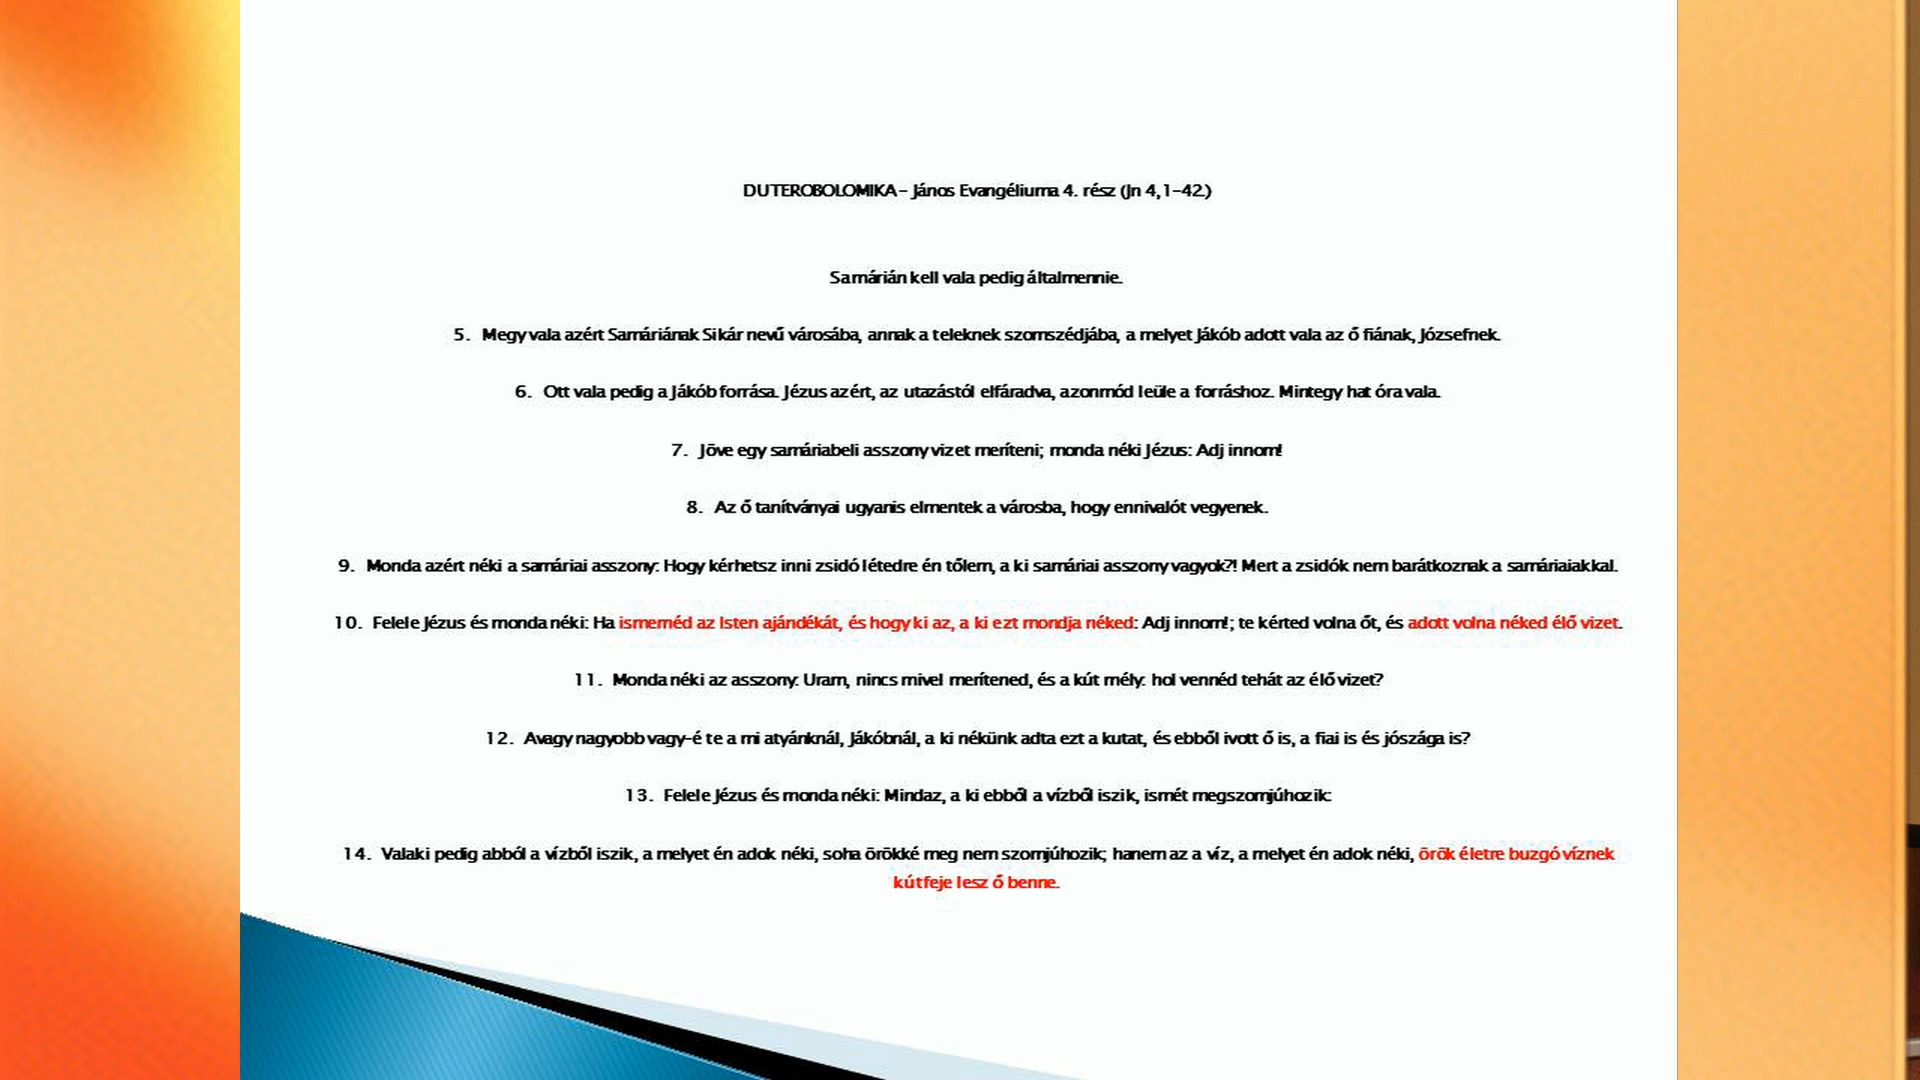 DUTEROBOLOMIKA – János Evangéliuma 4. rész (Jn 4,1-42.)
Samárián kell vala pedig általmennie.
5. Megy vala azért Samáriának Sikár nevű városába, annak a teleknek szomszédjába, a melyet Jákób adott vala az ő fiának, Józsefnek.
6. Ott vala pedig a Jákób forrása. Jézus azért, az utazástól elfáradva, azonmód leüle a forráshoz. Mintegy hat óra vala.
7. Jöve egy samáriabeli asszony vizet meríteni; monda néki Jézus: Adj innom!
8. Az ő tanítványai ugyanis elmentek a városba, hogy ennivalót vegyenek.
9. Monda azért néki a samáriai asszony: Hogy kérhetsz inni zsidó létedre én tőlem, a ki samáriai asszony vagyok?! Mert a zsidók nem barátkoznak a samáriaiakkal.
10. Felele Jézus és monda néki: Ha ismernéd az Isten ajándékát, és hogy ki az, a ki ezt mondja néked: Adj innom!; te kérted volna őt, és adott volna néked élő vizet.
11. Monda néki az asszony: Uram, nincs mivel merítened, és a kút mély: hol vennéd tehát az élő vizet?
12. Avagy nagyobb vagy-é te a mi atyánknál, Jákóbnál, a ki nékünk adta ezt a kutat, és ebből ivott ő is, a fiai is és jószága is?
13. Felele Jézus és monda néki: Mindaz, a ki ebből a vízből iszik, ismét megszomjúhozik:
14. Valaki pedig abból a vízből iszik, a melyet én adok néki, soha örökké meg nem szomjúhozik; hanem az a víz, a melyet én adok néki, örök életre buzgó víznek
kútfeje lesz ő benne.